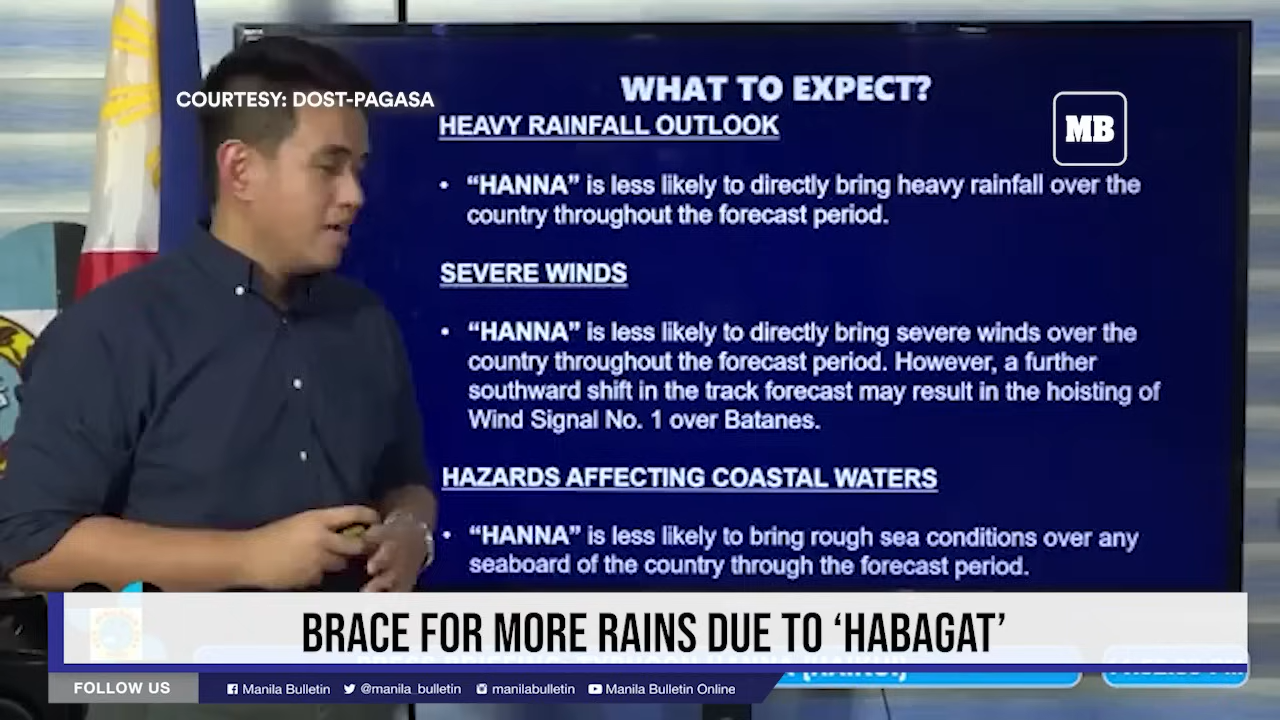 COURTESY: DOST-PAGASA
WHAT TO EXPECT?
MB
HEAVY RAINFALL OUTLOOK
• “HANNA” is less likely to directly bring heavy rainfall over the
country throughout the forecast period.
SEVERE WINDS
• “HANNA” is less likely to directly bring severe winds over the
country throughout the forecast period. However, a further
southward shift in the track forecast may result in the hoisting of
Wind Signal No. 1 over Batanes.
HAZARDS AFFECTING COASTAL WATERS
• “HANNA” is less likely to bring rough sea conditions over any
seaboard of the country through the forecast period.
BRACE FOR MORE RAINS DUE TO ‘HABAGAT’
FOLLOW US
Manila Bulletin
@manila_bulletin
manilabulletin
Manila Bulletin Online